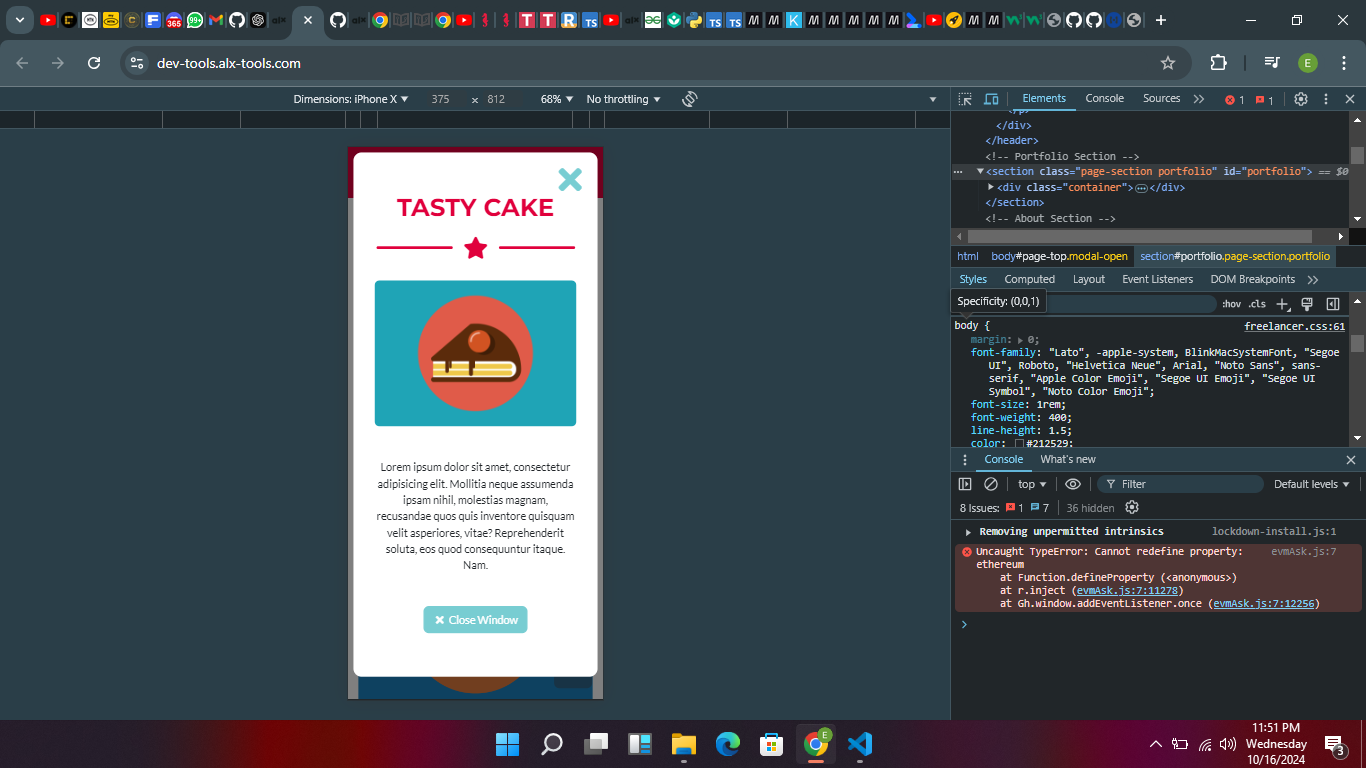 dev-tools.alx-tools.com
E
Dimensions: iPhone X 375 x 812 68% No throttling
Elements Console Sources 1 1
</div>
</header>
<!-- Portfolio Section -->
<section class="page-section portfolio" id="portfolio"> == $0
<div class="container"> … </div>
</section>
<!-- About Section -->
html body#page-top.modal-open section#portfolio.page-section.portfolio
Styles Computed Layout Event Listeners DOM Breakpoints
Specificity: (0,0,1)
:hov .cls
body { freelancer.css:61
margin: 0;
font-family: "Lato", -apple-system, BlinkMacSystemFont, "Segoe
UI", Roboto, "Helvetica Neue", Arial, "Noto Sans", sans-
serif, "Apple Color Emoji", "Segoe UI Emoji", "Segoe UI
Symbol", "Noto Color Emoji";
font-size: 1rem;
font-weight: 400;
line-height: 1.5;
color: #212529;
Console What's new
top Filter Default levels
8 Issues: 1 7 36 hidden
Removing unpermitted intrinsics lockdown-install.js:1
Uncaught TypeError: Cannot redefine property: evmAsk.js:7
ethereum
at Function.defineProperty (<anonymous>)
at r.inject (evmAsk.js:7:11278)
at Gh.window.addEventListener.once (evmAsk.js:7:12256)
TASTY CAKE
Lorem ipsum dolor sit amet, consectetur
adipisicing elit. Mollitia neque assumenda
ipsam nihil, molestias magnam,
recusandae quos quis inventore quisquam
velit asperiores, vitae? Reprehenderit
soluta, eos quod consequuntur itaque.
Nam.
Close Window
11:51 PM
Wednesday
10/16/2024
3